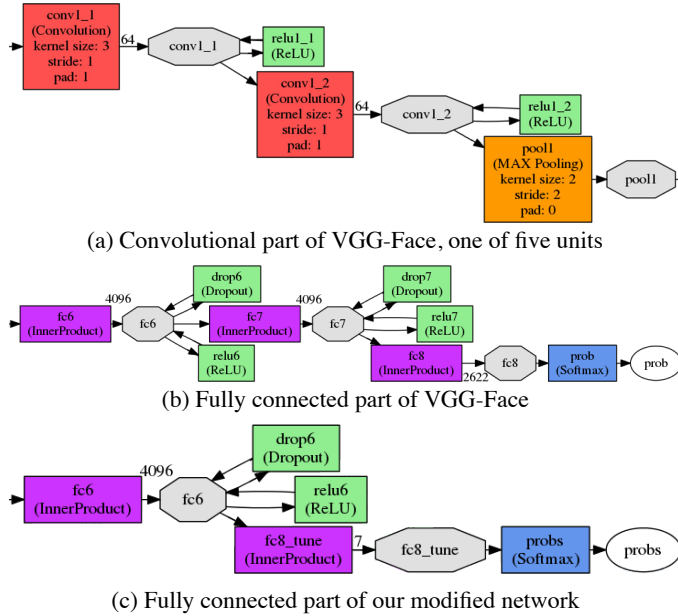 conv1_1
(Convolution)
kernel size: 3
stride: 1
pad: 1
64
conv1_1
relu1_1
(ReLU)
conv1_2
(Convolution)
kernel size: 3
stride: 1
pad: 1
64
conv1_2
relu1_2
(ReLU)
pool1
(MAX Pooling)
kernel size: 2
stride: 2
pad: 0
pool1
(a) Convolutional part of VGG-Face, one of five units
fc6
(InnerProduct)
4096
fc6
drop6
(Dropout)
relu6
(ReLU)
fc7
(InnerProduct)
4096
fc7
drop7
(Dropout)
relu7
(ReLU)
fc8
(InnerProduct)
2622
fc8
prob
(Softmax)
prob
(b) Fully connected part of VGG-Face
fc6
(InnerProduct)
4096
fc6
drop6
(Dropout)
relu6
(ReLU)
fc8_tune
(InnerProduct)
7
fc8_tune
probs
(Softmax)
probs
(c) Fully connected part of our modified network